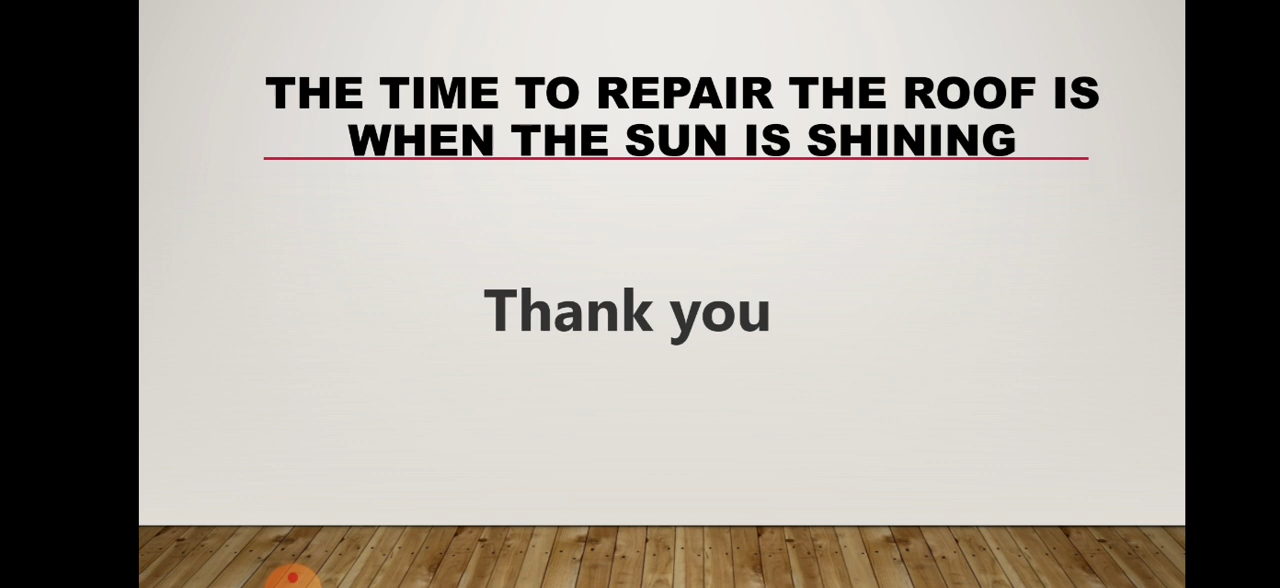 THE TIME TO REPAIR THE ROOF IS
WHEN THE SUN IS SHINING
Thank you